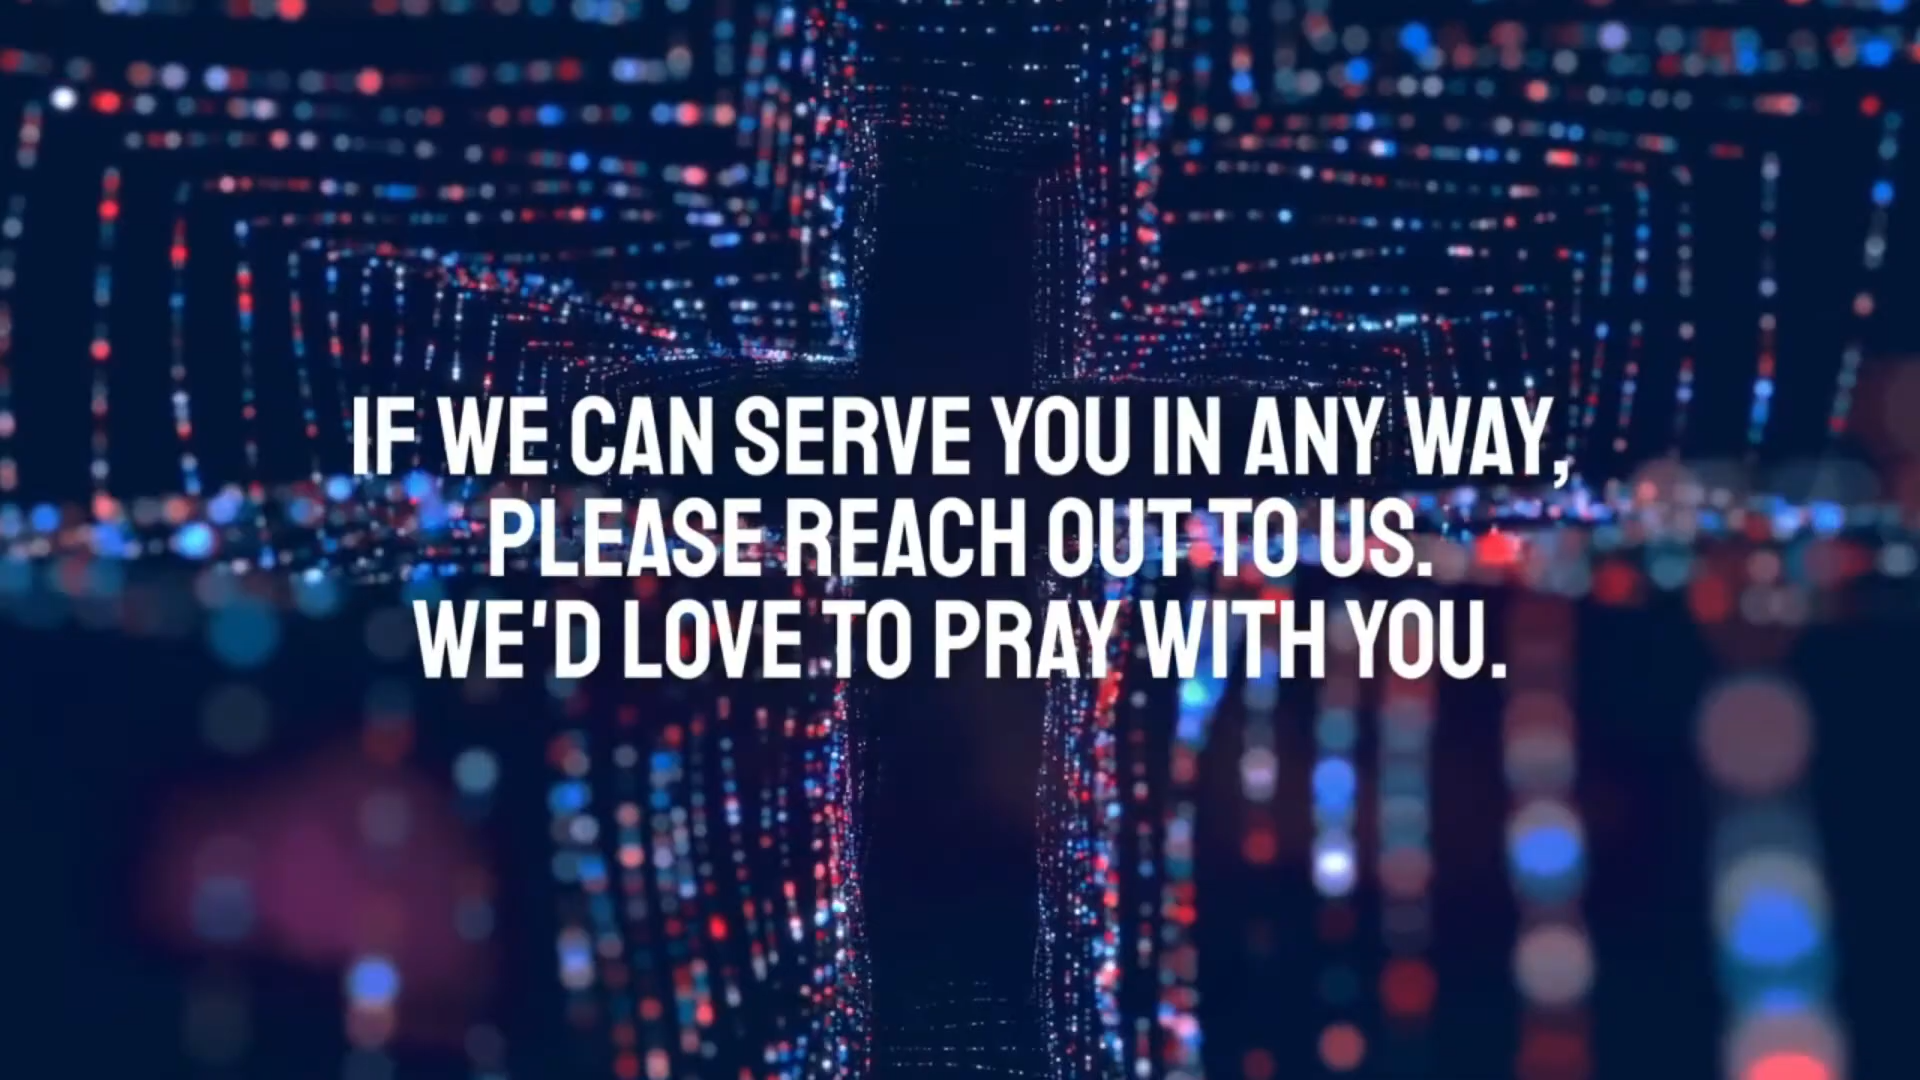 IF WE CAN SERVE YOU IN ANY WAY,
PLEASE REACH OUT TO US.
WE'D LOVE TO PRAY WITH YOU.